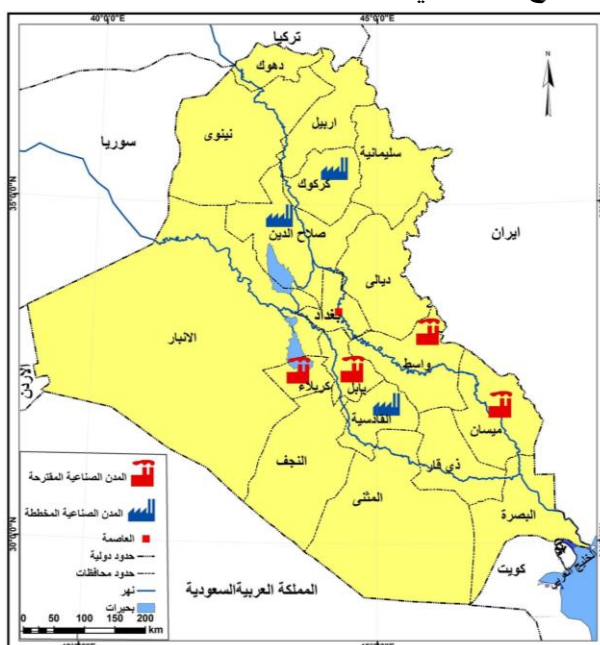 40°0'0"E
45°0'0"E
تركيا
دهوك
N
نينوى
اربيل
سليمانية
سوريا
كركوك
35°0'0"N
صلاح الدين
ايران
ديالى
بغداد
الانبار
واسط
بابل
كربلاء
الاردن
القادسية
ميسان
النجف
ذي قار
المثنى
البصرة
30°0'0"N
كويت
الخليج العربي
المملكة العربية السعودية
المدن الصناعية المقترحة
المدن الصناعية المخططة
العاصمة
حدود دولية
حدود محافظات
نهر
بحيرات
0 50 100 150 200
km